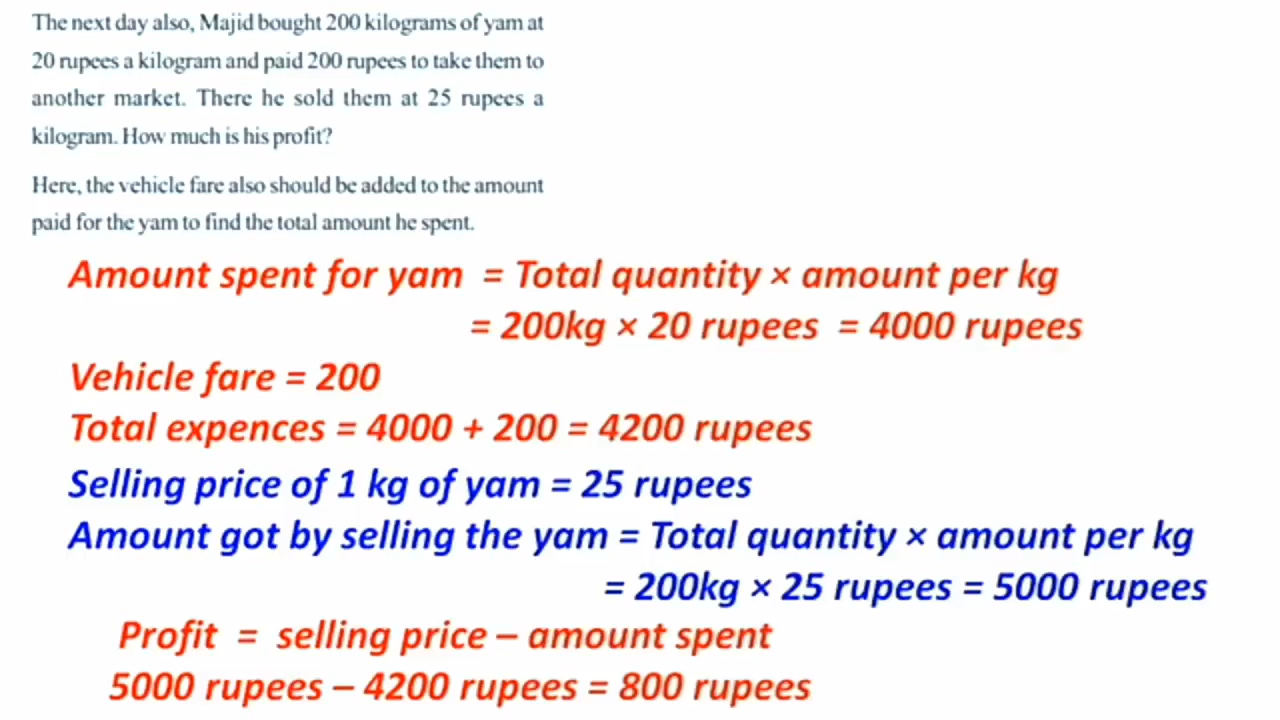 The next day also, Majid bought 200 kilograms of yam at
20 rupees a kilogram and paid 200 rupees to take them to
another market. There he sold them at 25 rupees a
kilogram. How much is his profit?
Here, the vehicle fare also should be added to the amount
paid for the yam to find the total amount he spent.
Amount spent for yam = Total quantity × amount per kg
= 200kg × 20 rupees = 4000 rupees
Vehicle fare = 200
Total expences = 4000 + 200 = 4200 rupees
Selling price of 1 kg of yam = 25 rupees
Amount got by selling the yam = Total quantity × amount per kg
= 200kg × 25 rupees = 5000 rupees
Profit = selling price – amount spent
5000 rupees – 4200 rupees = 800 rupees